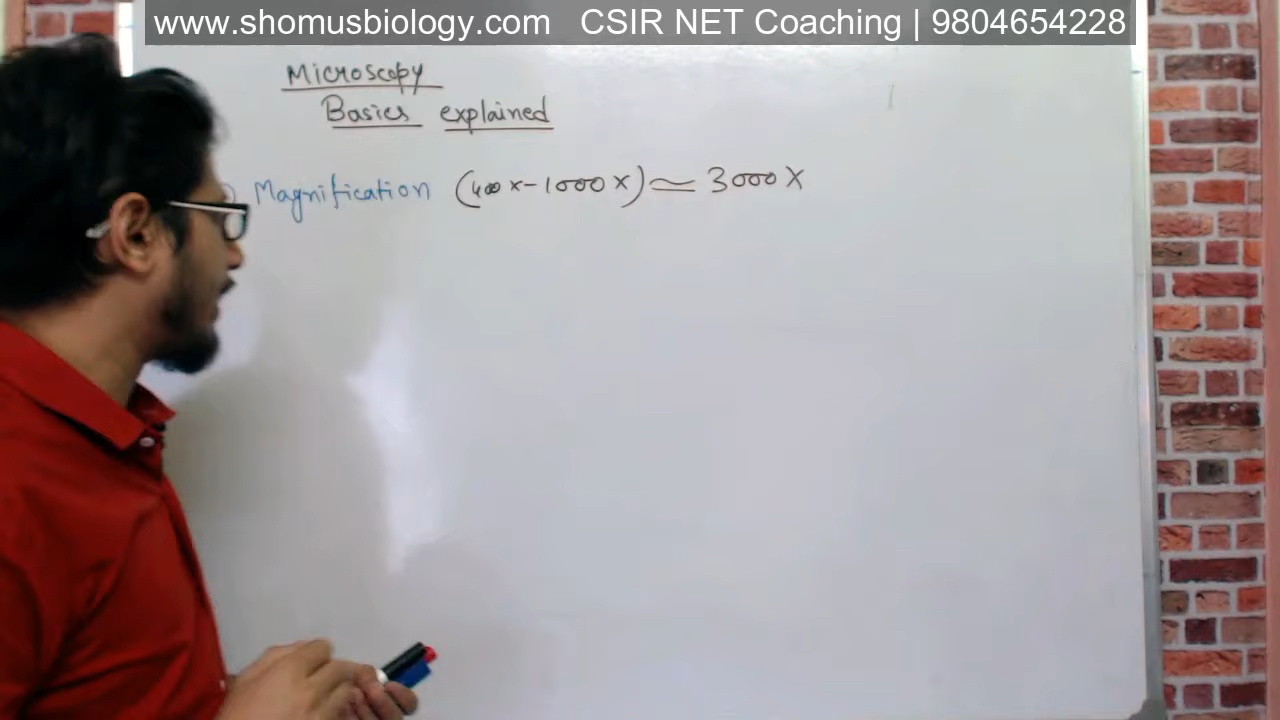 www.shomusbiology.com CSIR NET Coaching | 9804654228
Microscopy
Basics explained
Magnification (400x-1000x) ≃ 3000X